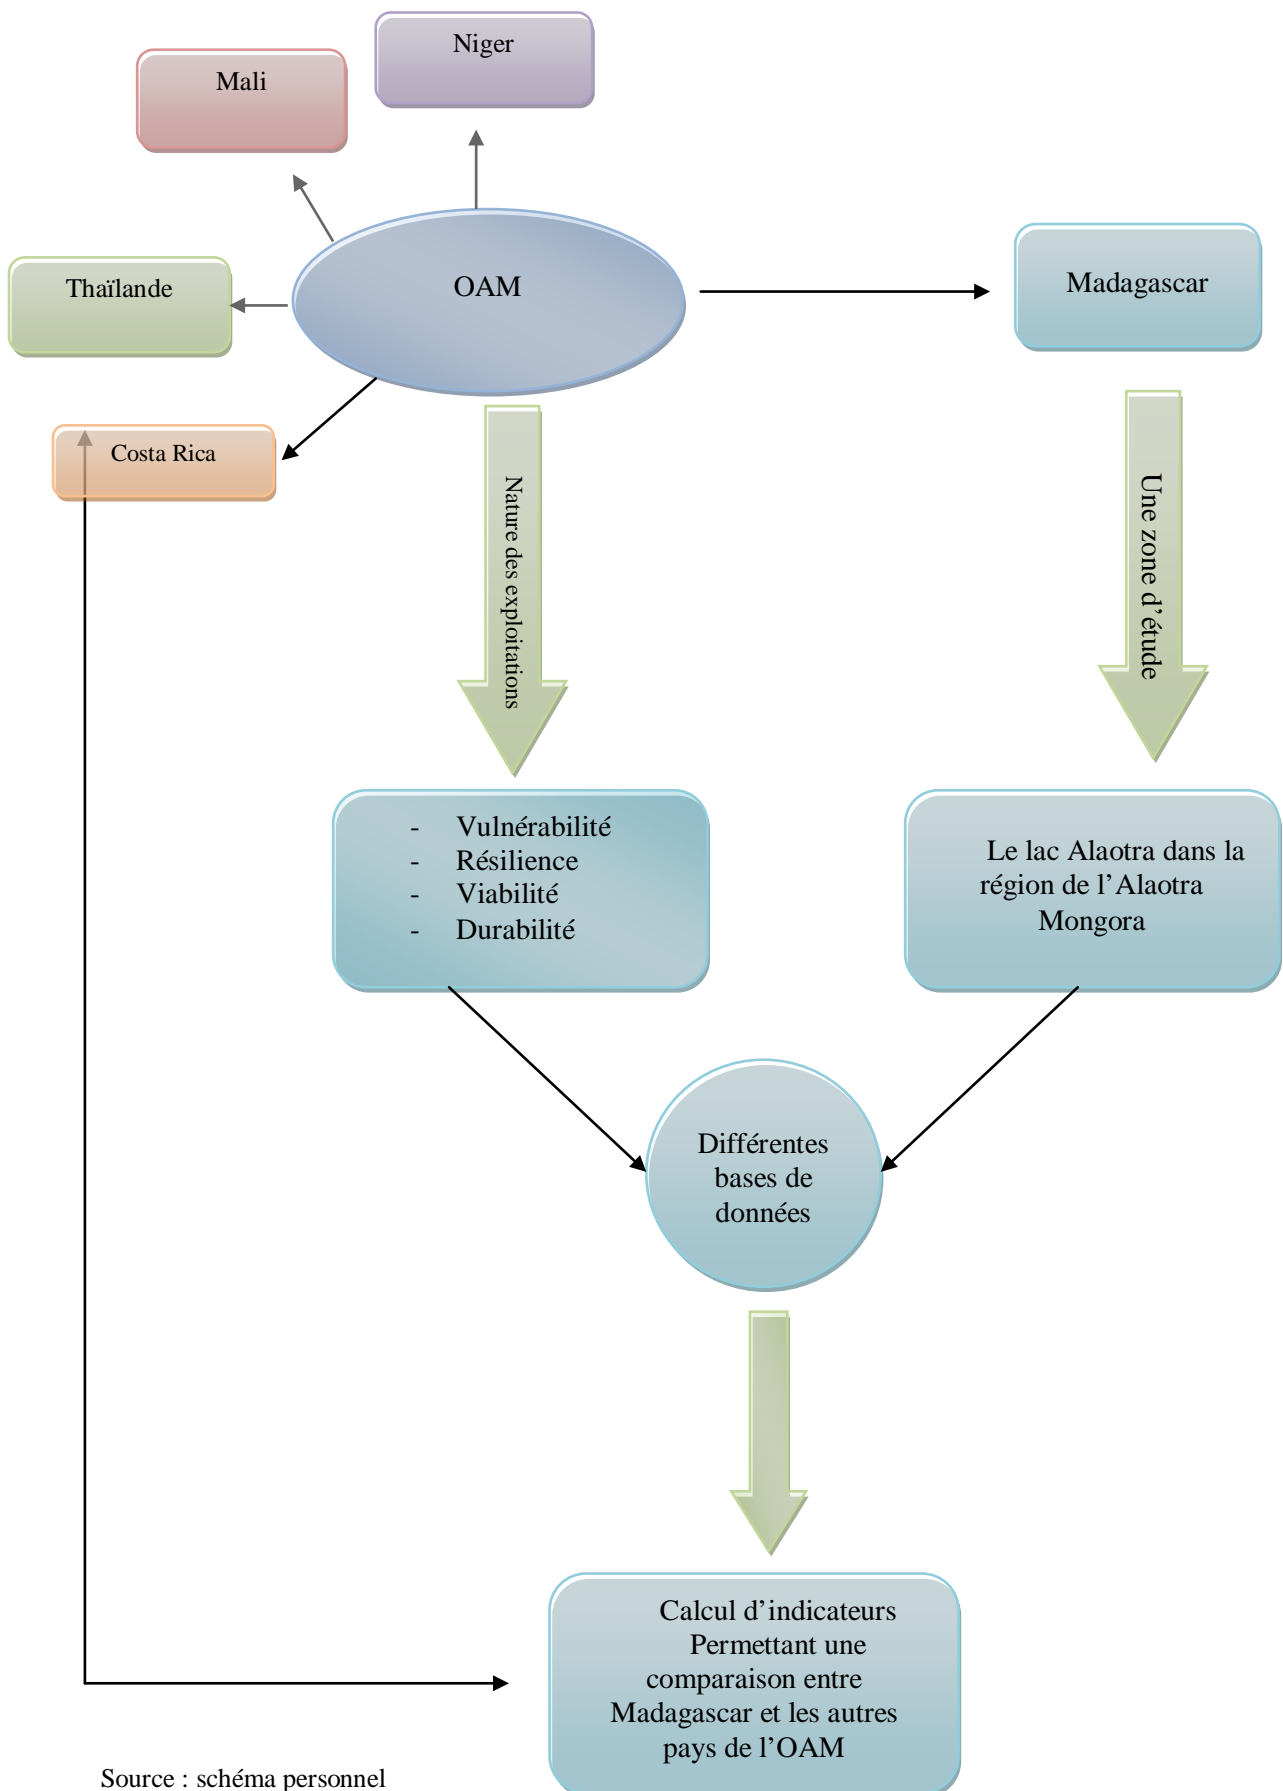 Niger
Mali
OAM
Madagascar
Thaïlande
Costa Rica
Nature des exploitations
Une zone d’étude
- Vulnérabilité
- Résilience
- Viabilité
- Durabilité
Le lac Alaotra dans la
région de l’Alaotra
Mongora
Différentes
bases de
données
Calcul d’indicateurs
Permettant une
comparaison entre
Madagascar et les autres
pays de l’OAM
Source : schéma personnel